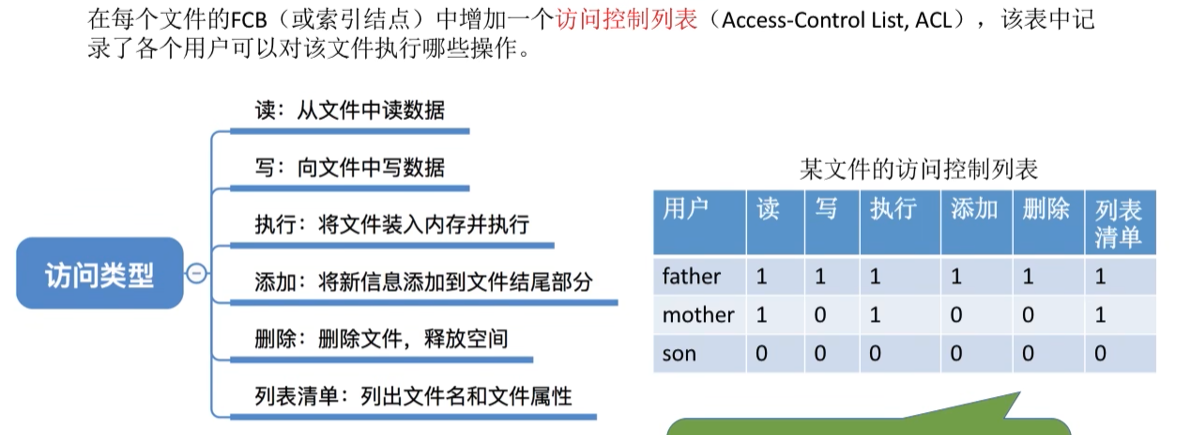 在每个文件的FCB（或索引结点）中增加一个访问控制列表（Access-Control List, ACL），该表中记
录了各个用户可以对该文件执行哪些操作。
访问类型
读：从文件中读数据
写：向文件中写数据
执行：将文件装入内存并执行
添加：将新信息添加到文件结尾部分
删除：删除文件，释放空间
列表清单：列出文件名和文件属性
某文件的访问控制列表
用户 读 写 执行 添加 删除 列表
清单
father 1 1 1 1 1 1
mother 1 0 1 0 0 1
son 0 0 0 0 0 0